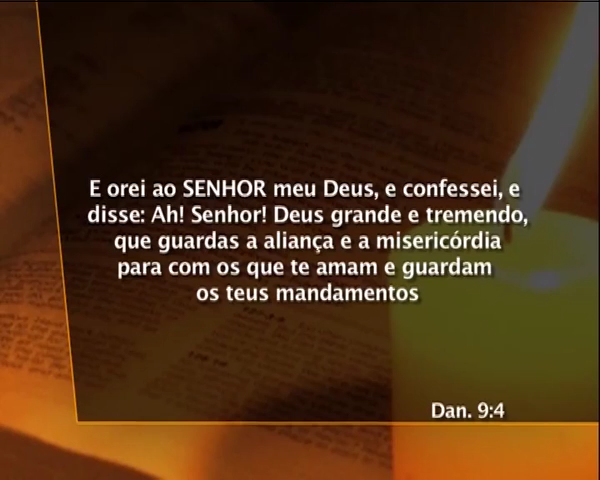 E orei ao SENHOR meu Deus, e confessei, e
disse: Ah! Senhor! Deus grande e tremendo,
que guardas a aliança e a misericórdia
para com os que te amam e guardam
os teus mandamentos
Dan. 9:4